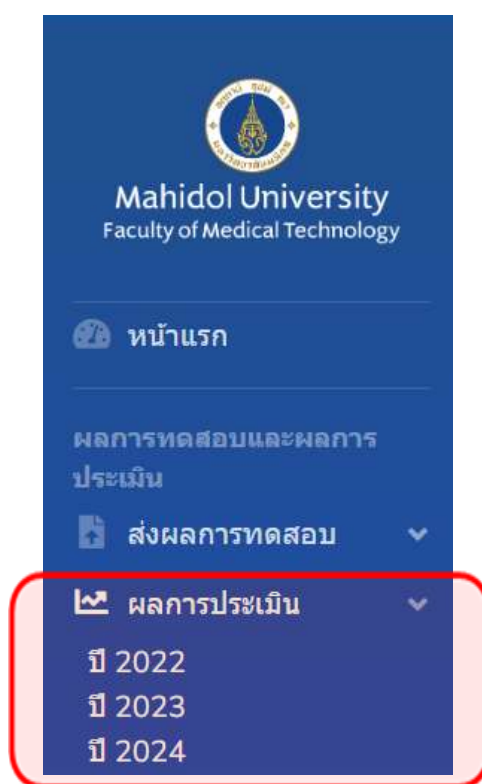 Mahidol University
Faculty of Medical Technology
หน้าแรก
ผลการทดสอบและผลการ
ประเมิน
ส่งผลการทดสอบ
ผลการประเมิน
ปี 2022
ปี 2023
ปี 2024